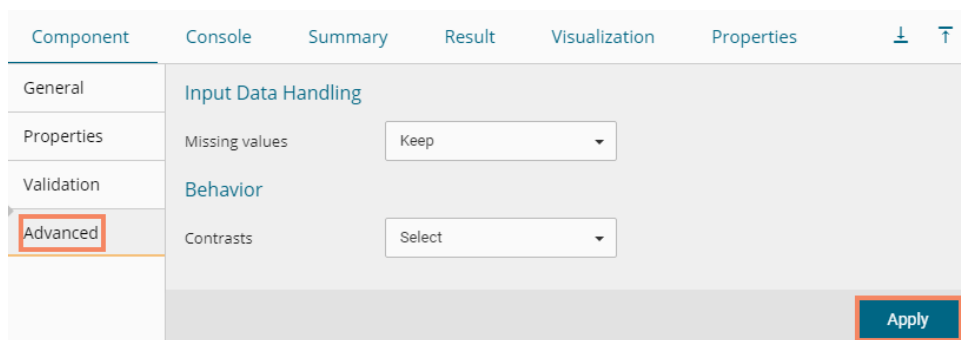 Component Console Summary Result Visualization Properties
General
Input Data Handling
Properties
Missing values Keep
Validation
Behavior
Advanced
Contrasts Select
Apply